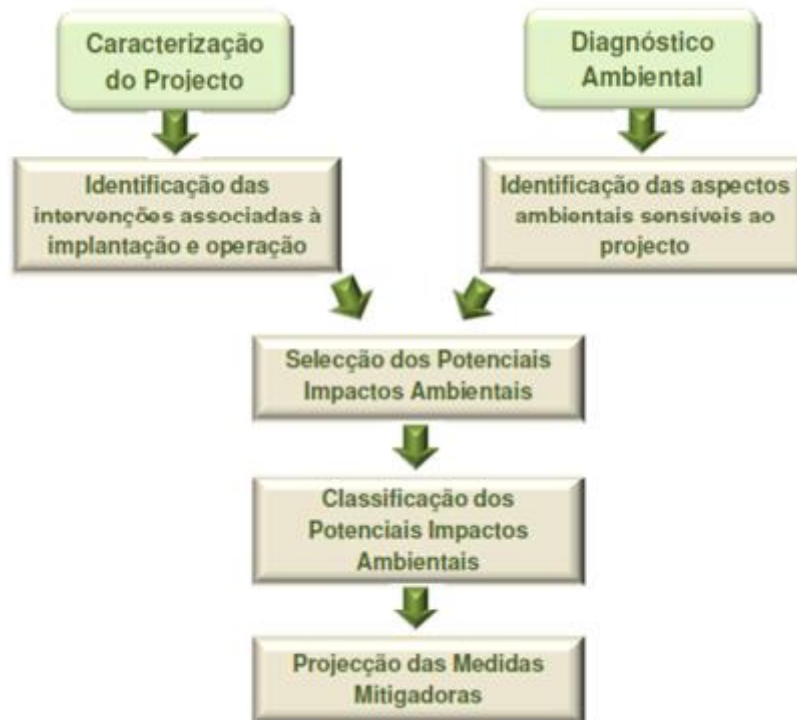 Caracterização
do Projecto
Diagnóstico
Ambiental
Identificação das
intervenções associadas à
implantação e operação
Identificação das aspectos
ambientais sensíveis ao
projecto
Selecção dos Potenciais
Impactos Ambientais
Classificação dos
Potenciais Impactos
Ambientais
Projecção das Medidas
Mitigadoras